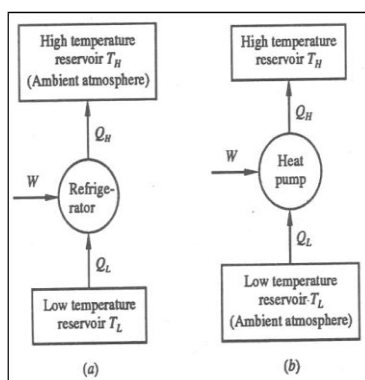 High temperature
reservoir T_H
(Ambient atmosphere)
Q_H
W
Refrige-
rator
Q_L
Low temperature
reservoir T_L
(a)
High temperature
reservoir T_H
Q_H
W
Heat
pump
Q_L
Low temperature
reservoir T_L
(Ambient atmosphere)
(b)